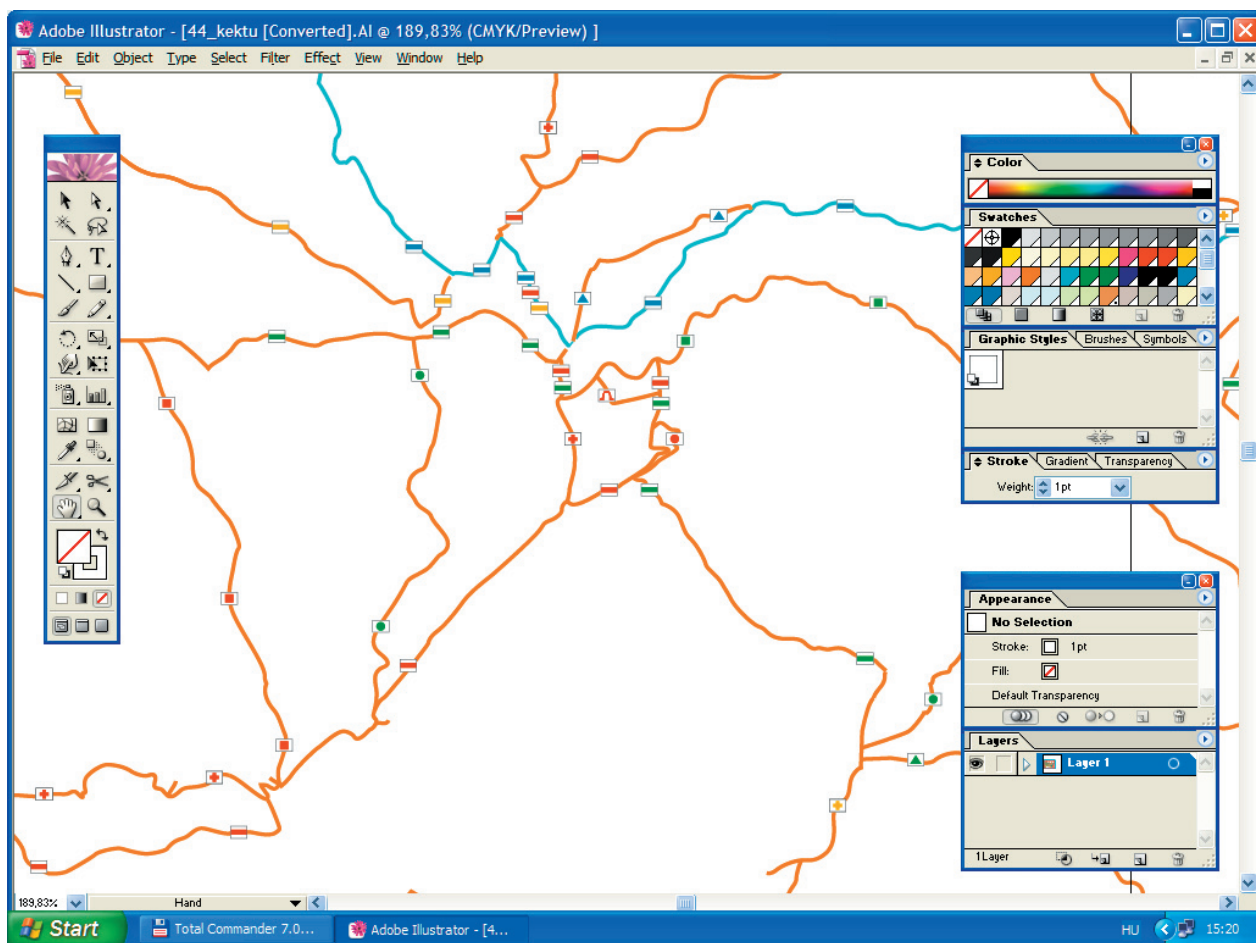 Adobe Illustrator - [44_kektu [Converted].AI @ 189,83% (CMYK/Preview) ]
File Edit Object Type Select Filter Effect View Window Help
Color
Swatches
Graphic Styles Brushes Symbols
Stroke Gradient Transparency
Weight: 1pt
Appearance
No Selection
Stroke: 1pt
Fill:
Default Transparency
Layers
Layer 1
1 Layer
189,83% Hand
Start Total Commander 7.0... Adobe Illustrator - [4... HU 15:20